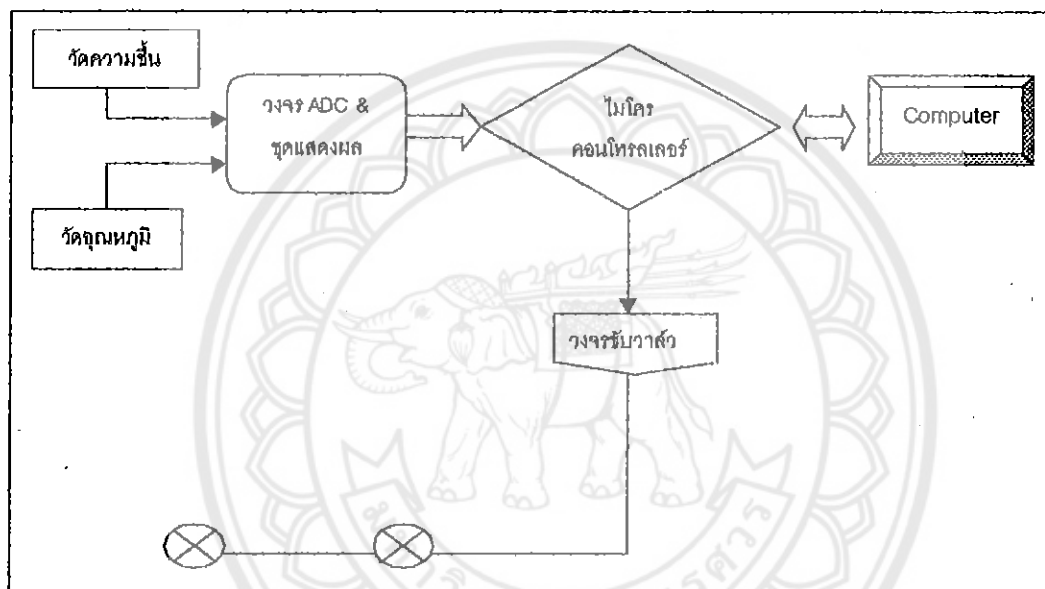 วัดความชื้น
วงจร ADC &
ชุดแสดงผล
ไมโคร
คอนโทรลเลอร์
Computer
วัดอุณหภูมิ
วงจรขับวาล์ว